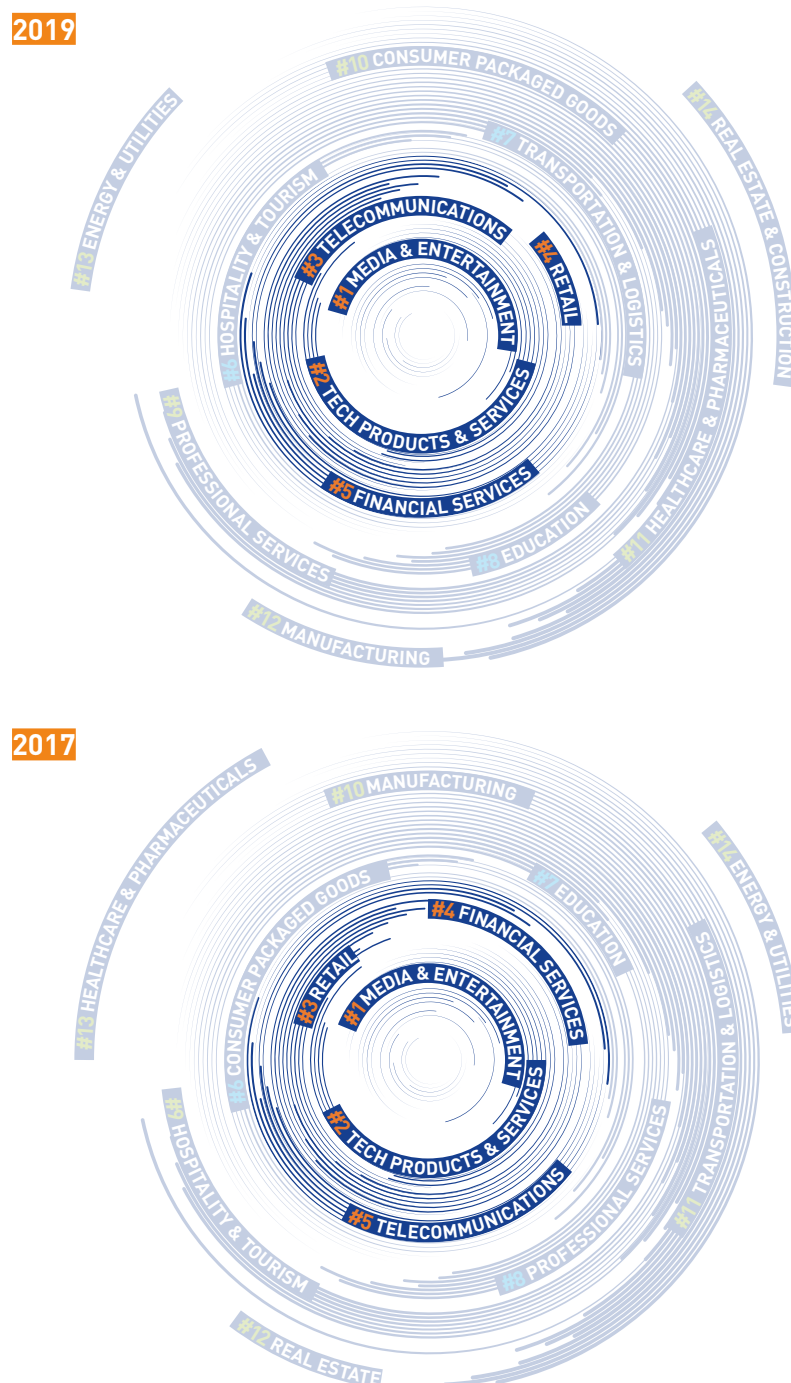 2019
#1 MEDIA & ENTERTAINMENT
#2 TECH PRODUCTS & SERVICES
#3 TELECOMMUNICATIONS
#4 RETAIL
#5 FINANCIAL SERVICES
#6 HOSPITALITY & TOURISM
#7 TRANSPORTATION & LOGISTICS
#8 EDUCATION
#9 PROFESSIONAL SERVICES
#10 CONSUMER PACKAGED GOODS
#11 HEALTHCARE & PHARMACEUTICALS
#12 MANUFACTURING
#13 ENERGY & UTILITIES
#14 REAL ESTATE & CONSTRUCTION
2017
#1 MEDIA & ENTERTAINMENT
#2 TECH PRODUCTS & SERVICES
#3 RETAIL
#4 FINANCIAL SERVICES
#5 TELECOMMUNICATIONS
#6 CONSUMER PACKAGED GOODS
#7 EDUCATION
#8 PROFESSIONAL SERVICES
#9 HOSPITALITY & TOURISM
#10 MANUFACTURING
#11 TRANSPORTATION & LOGISTICS
#12 REAL ESTATE
#13 HEALTHCARE & PHARMACEUTICALS
#14 ENERGY & UTILITIES